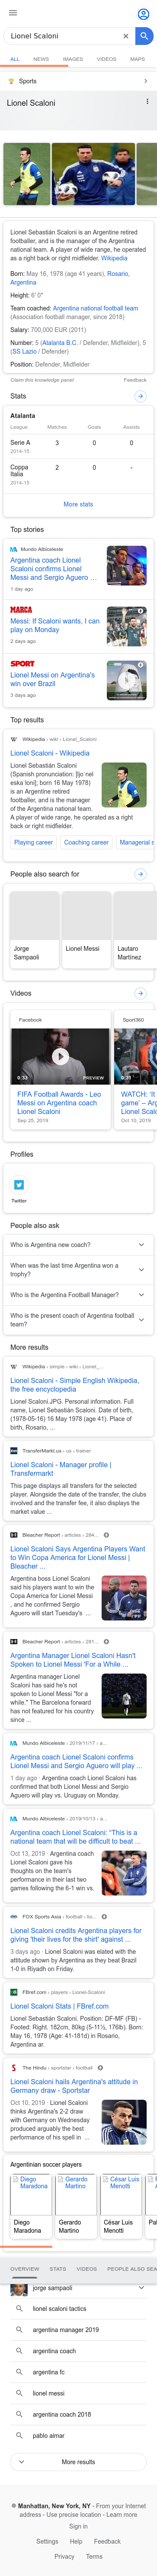 Lionel Scaloni
ALL NEWS IMAGES VIDEOS MAPS
Sports
Lionel Scaloni
Lionel Sebastián Scaloni is an Argentine retired
footballer, and is the manager of the Argentina
national team. A player of wide range, he operated
as a right back or right midfielder. Wikipedia
Born: May 16, 1978 (age 41 years), Rosario,
Argentina
Height: 6′ 0″
Team coached: Argentina national football team
(Association football manager, since 2018)
Salary: 700,000 EUR (2011)
Number: 5 (Atalanta B.C. / Defender, Midfielder), 5
(SS Lazio / Defender)
Position: Defender, Midfielder
Claim this knowledge panel Feedback
Stats
Atalanta
League Matches Goals Assists
Serie A 3 0 0
2014-15
Coppa 2 0 -
Italia
2014-15
More stats
Top stories
Mundo Albiceleste
Argentina coach Lionel
Scaloni confirms Lionel
Messi and Sergio Aguero ...
1 day ago
MARCA
Messi: If Scaloni wants, I can
play on Monday
2 days ago
SPORT
Lionel Messi on Argentina's
win over Brazil
3 days ago
Top results
Wikipedia › wiki › Lionel_Scaloni
Lionel Scaloni - Wikipedia
Lionel Sebastián Scaloni
(Spanish pronunciation: [ljo nel
eska loni]; born 16 May 1978)
is an Argentine retired
footballer, and is the manager
of the Argentina national team.
A player of wide range, he operated as a right
back or right midfielder.
Playing career Coaching career Managerial s
People also search for
Jorge
Sampaoli
Lionel Messi
Lautaro
Martínez
Videos
Facebook
0:33 PREVIEW
FIFA Football Awards - Leo
Messi on Argentina coach
Lionel Scaloni
Sep 25, 2019
Sport360
0:31
WATCH: 'It
game' – Arg
Lionel Scalo
Oct 10, 2019
Profiles
Twitter
People also ask
Who is Argentina new coach?
When was the last time Argentina won a
trophy?
Who is the Argentina Football Manager?
Who is the present coach of Argentina football
team?
More results
Wikipedia › simple › wiki › Lionel_...
Lionel Scaloni - Simple English Wikipedia,
the free encyclopedia
Lionel Scaloni.JPG. Personal information. Full
name, Lionel Sebastián Scaloni. Date of birth,
(1978-05-16) 16 May 1978 (age 41). Place of
birth, Rosario, ...
TransferMarkt.us › us › trainer
Lionel Scaloni - Manager profile |
Transfermarkt
This page displays all transfers for the selected
player. Alongside the transfer date, the clubs
involved and the transfer fee, it also displays the
market value ...
Bleacher Report › articles › 284...
Lionel Scaloni Says Argentina Players Want
to Win Copa America for Lionel Messi |
Bleacher ...
Argentina boss Lionel Scaloni
said his players want to win the
Copa America for Lionel Messi
, and he confirmed Sergio
Aguero will start Tuesday's ...
Bleacher Report › articles › 281...
Argentina Manager Lionel Scaloni Hasn't
Spoken to Lionel Messi 'For a While ...
Argentina manager Lionel
Scaloni has said he's not
spoken to Lionel Messi "for a
while." The Barcelona forward
has not featured for his country
since ...
Mundo Albiceleste › 2019/11/17 › a...
Argentina coach Lionel Scaloni confirms
Lionel Messi and Sergio Aguero will play ...
1 day ago · Argentina coach Lionel Scaloni has
confirmed that both Lionel Messi and Sergio
Aguero will play vs. Uruguay on Monday.
Mundo Albiceleste › 2019/10/13 › a...
Argentina coach Lionel Scaloni: "This is a
national team that will be difficult to beat ...
Oct 13, 2019 · Argentina coach
Lionel Scaloni gave his
thoughts on the team's
performance in their last two
games following the 6-1 win vs.
FOX Sports Asia › football › lio...
Lionel Scaloni credits Argentina players for
giving 'their lives for the shirt' against ...
3 days ago · Lionel Scaloni was elated with the
attitude shown by Argentina as they beat Brazil
1-0 in Riyadh on Friday.
FBref.com › players › Lionel-Scaloni
Lionel Scaloni Stats | FBref.com
Lionel Sebastián Scaloni. Position: DF-MF (FB) -
Footed: Right. 182cm, 80kg (5-11½, 176lb). Born:
May 16, 1978 (Age: 41-181d) in Rosario,
Argentina ar.
The Hindu › sportstar › football
Lionel Scaloni hails Argentina's attitude in
Germany draw - Sportstar
Oct 10, 2019 · Lionel Scaloni
thinks Argentina's 2-2 draw
with Germany on Wednesday
produced arguably the best
performance of his spell in ...
Argentinian soccer players
Diego
Maradona
Gerardo
Martino
César Luis
Menotti
Diego
Maradona
Gerardo
Martino
César Luis
Menotti
OVERVIEW STATS VIDEOS PEOPLE ALSO SEA
jorge sampaoli
lionel scaloni tactics
argentina manager 2019
argentina coach
argentina fc
lionel messi
argentina coach 2018
pablo aimar
More results
Manhattan, New York, NY - From your Internet
address - Use precise location - Learn more
Sign in
Settings Help Feedback
Privacy Terms